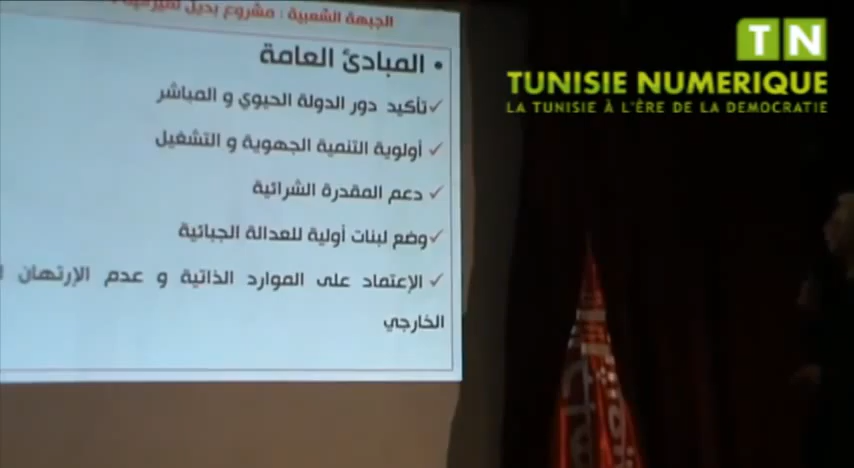 الجبهة الشعبية : مشروع بديل لميزانية
• المبادئ العامة
✓ تأكيد دور الدولة الحيوي و المباشر
✓ أولوية التنمية الجهوية و التشغيل
✓ دعم المقدرة الشرائية
✓ وضع لبنات أولية للعدالة الجبائية
✓ الإعتماد على الموارد الذاتية و عدم الإرتهان
الخارجي
TN
TUNISIE NUMERIQUE
LA TUNISIE À L'ÈRE DE LA DEMOCRATIE